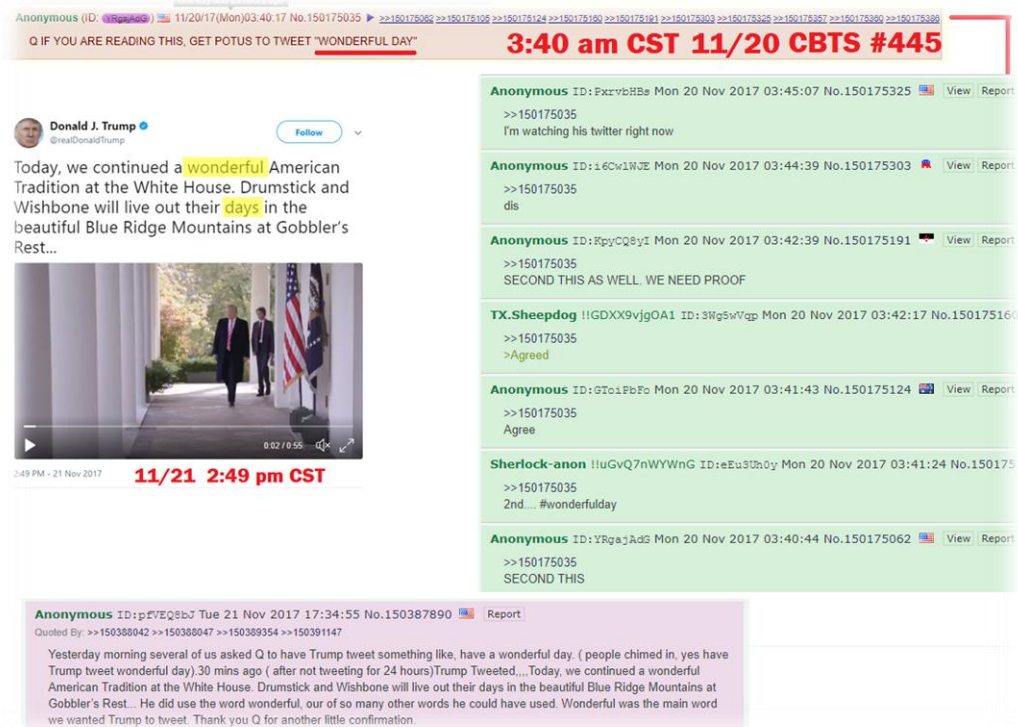 Anonymous (ID: YRgajAdG) 11/20/17(Mon)03:40:17 No.150175035 ▶ >>150175062 >>150175105 >>150175124 >>150175160 >>150175191 >>150175303 >>150175325 >>150175357 >>150175360 >>150175386
Q IF YOU ARE READING THIS, GET POTUS TO TWEET "WONDERFUL DAY"
3:40 am CST 11/20 CBTS #445
Donald J. Trump
@realDonaldTrump
Follow
Today, we continued a wonderful American
Tradition at the White House. Drumstick and
Wishbone will live out their days in the
beautiful Blue Ridge Mountains at Gobbler's
Rest...
0:02 / 0:55
2:49 PM - 21 Nov 2017
11/21 2:49 pm CST
Anonymous ID:PxrvbHBs Mon 20 Nov 2017 03:45:07 No.150175325 View Report
>>150175035
I'm watching his twitter right now
Anonymous ID:i6CwlWJE Mon 20 Nov 2017 03:44:39 No.150175303 View Report
>>150175035
dis
Anonymous ID:KpyCQ8yI Mon 20 Nov 2017 03:42:39 No.150175191 View Report
>>150175035
SECOND THIS AS WELL. WE NEED PROOF
TX.Sheepdog !!GDXX9vjgOA1 ID:3Wg5wVqp Mon 20 Nov 2017 03:42:17 No.150175160
>>150175035
>Agreed
Anonymous ID:GToiPbFo Mon 20 Nov 2017 03:41:43 No.150175124 View Report
>>150175035
Agree
Sherlock-anon !!uGvQ7nWYWnG ID:eEu3Uh0y Mon 20 Nov 2017 03:41:24 No.150175
>>150175035
2nd.... #wonderfulday
Anonymous ID:YRgajAdG Mon 20 Nov 2017 03:40:44 No.150175062 View Report
>>150175035
SECOND THIS
Anonymous ID:pfVEQ8bJ Tue 21 Nov 2017 17:34:55 No.150387890 Report
Quoted By: >>150388042 >>150388047 >>150389354 >>150391147
Yesterday morning several of us asked Q to have Trump tweet something like, have a wonderful day. ( people chimed in, yes have
Trump tweet wonderful day).30 mins ago ( after not tweeting for 24 hours)Trump Tweeted,,,,Today, we continued a wonderful
American Tradition at the White House. Drumstick and Wishbone will live out their days in the beautiful Blue Ridge Mountains at
Gobbler's Rest... He did use the word wonderful, our of so many other words he could have used. Wonderful was the main word
we wanted Trump to tweet. Thank you Q for another little confirmation.